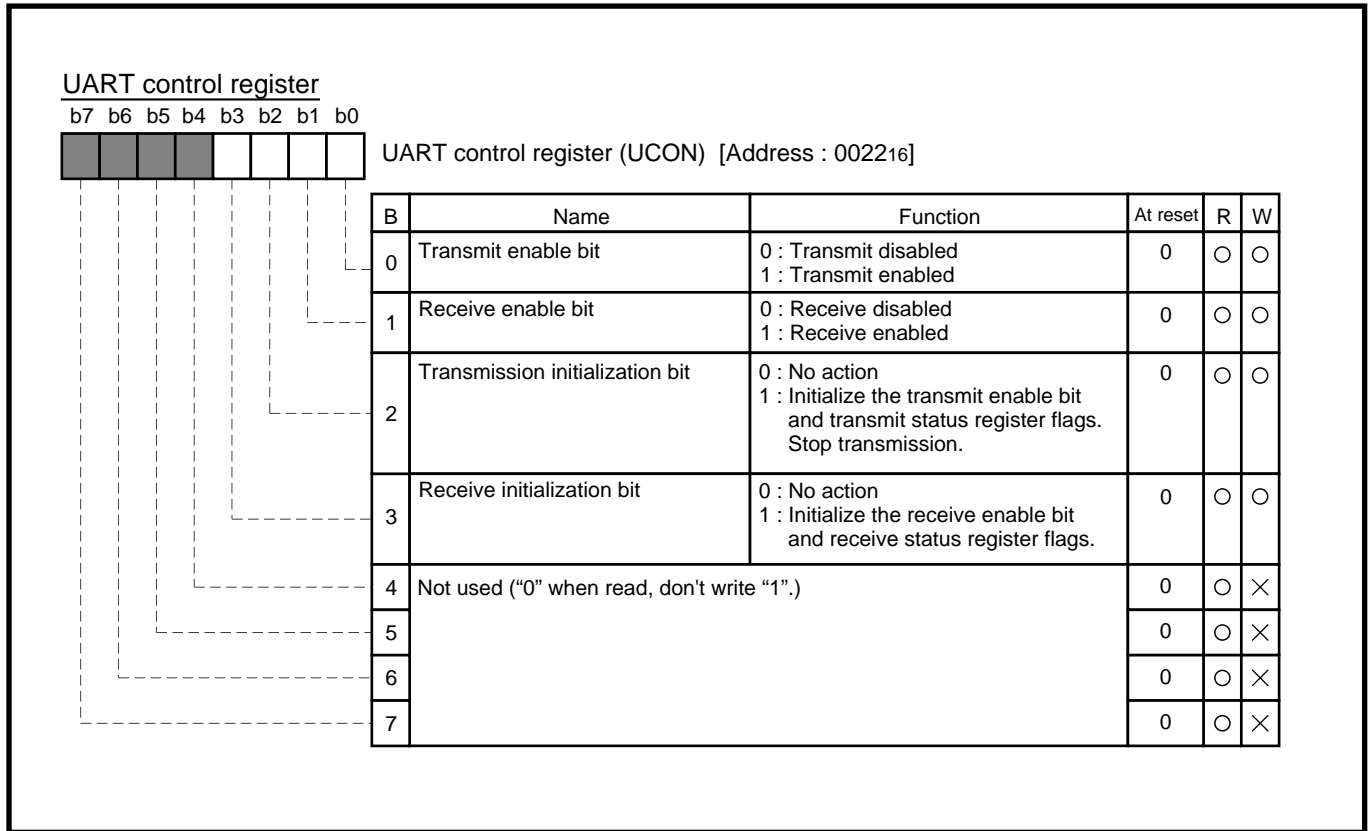 UART control register
b7 b6 b5 b4 b3 b2 b1 b0
UART control register (UCON) [Address : 002216]
B Name Function At reset R W
0 Transmit enable bit 0 : Transmit disabled 0 ○ ○
1 : Transmit enabled
1 Receive enable bit 0 : Receive disabled 0 ○ ○
1 : Receive enabled
2 Transmission initialization bit 0 : No action 0 ○ ○
1 : Initialize the transmit enable bit
and transmit status register flags.
Stop transmission.
3 Receive initialization bit 0 : No action 0 ○ ○
1 : Initialize the receive enable bit
and receive status register flags.
4 Not used (“0” when read, don't write “1”.) 0 ○ ×
5 0 ○ ×
6 0 ○ ×
7 0 ○ ×